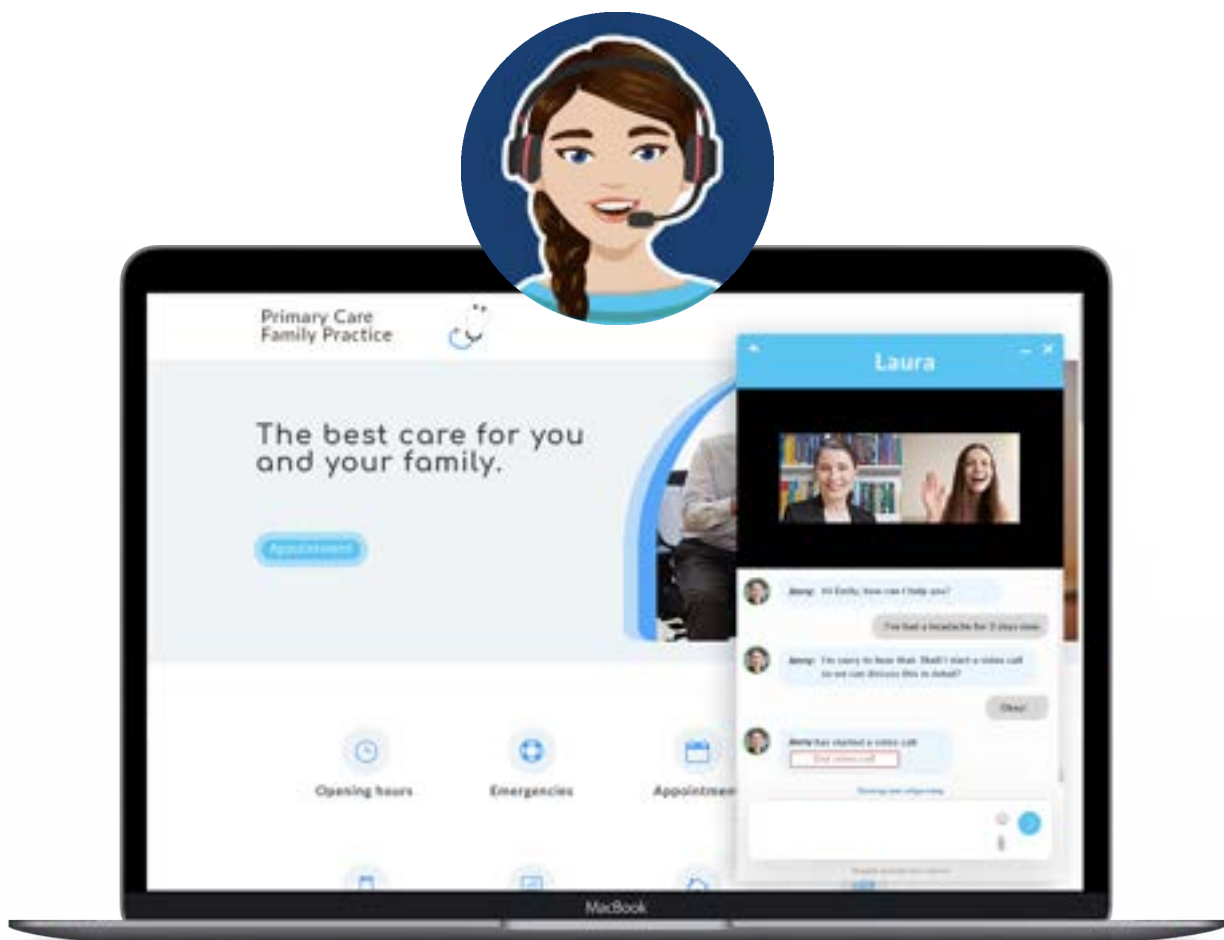 Primary Care
Family Practice
The best care for you
and your family.
Appointment
Opening hours
Emergencies
Appointmen
Laura
Hi Emily, how can I help you?
I've had a headache for 3 days now
I'm sorry to hear that. Shall I start a video call
so we can discuss this in detail?
Okay!
has started a video call
End video call
MacBook